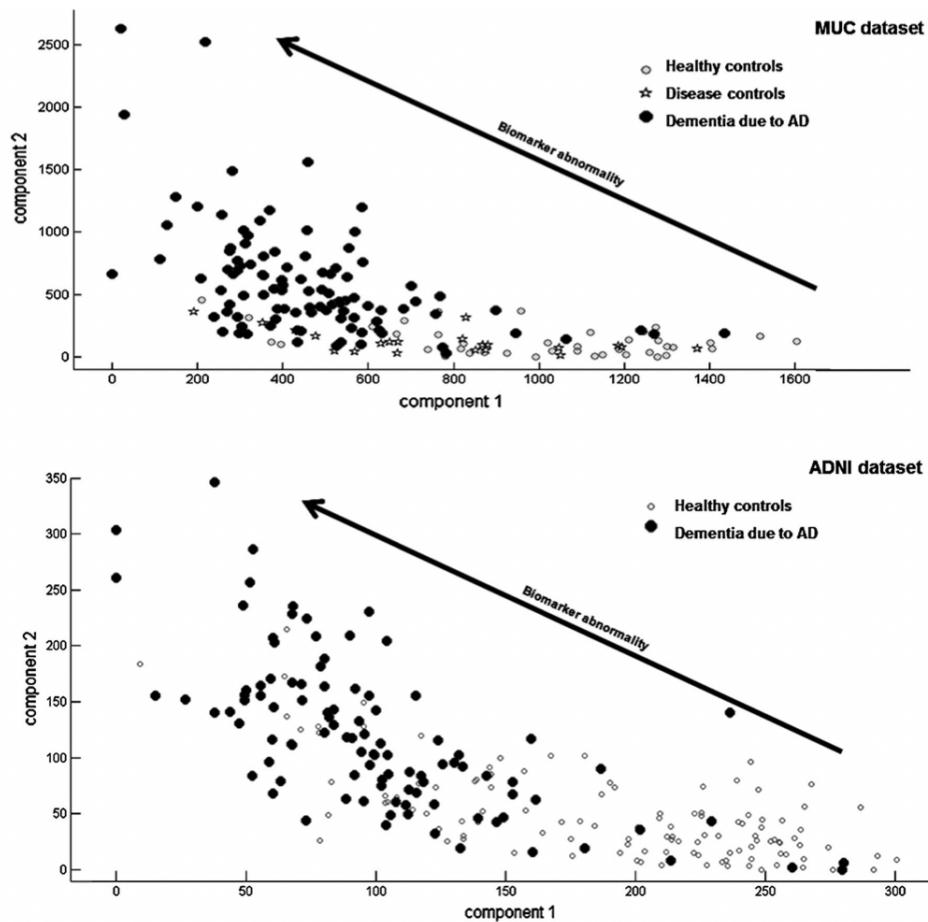 MUC dataset
Healthy controls
Disease controls
Dementia due to AD
Biomarker abnormality
component 2
2500
2000
1500
1000
500
0
0 200 400 600 800 1000 1200 1400 1600
component 1
ADNI dataset
Healthy controls
Dementia due to AD
Biomarker abnormality
component 2
350
300
250
200
150
100
50
0
0 50 100 150 200 250 300
component 1